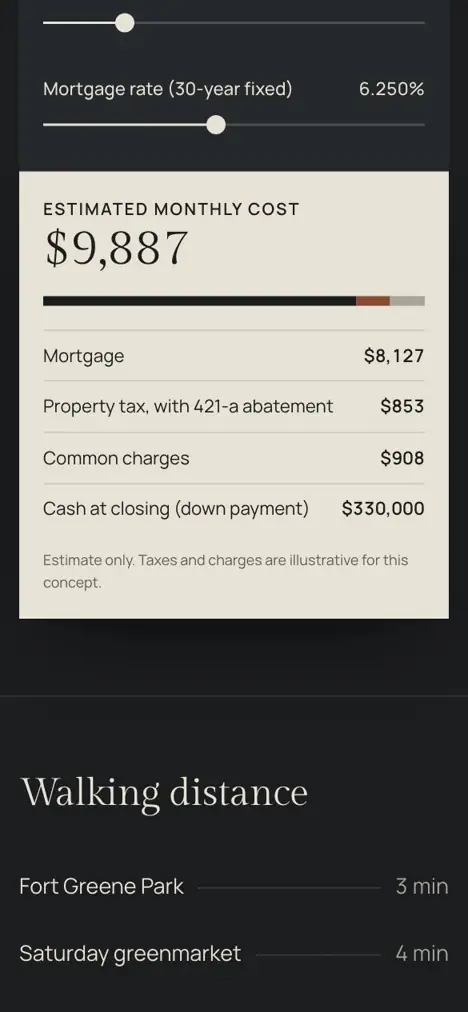 Mortgage rate (30-year fixed) 6.250%
ESTIMATED MONTHLY COST
$9,887
Mortgage $8,127
Property tax, with 421-a abatement $853
Common charges $908
Cash at closing (down payment) $330,000
Estimate only. Taxes and charges are illustrative for this
concept.
Walking distance
Fort Greene Park 3 min
Saturday greenmarket 4 min